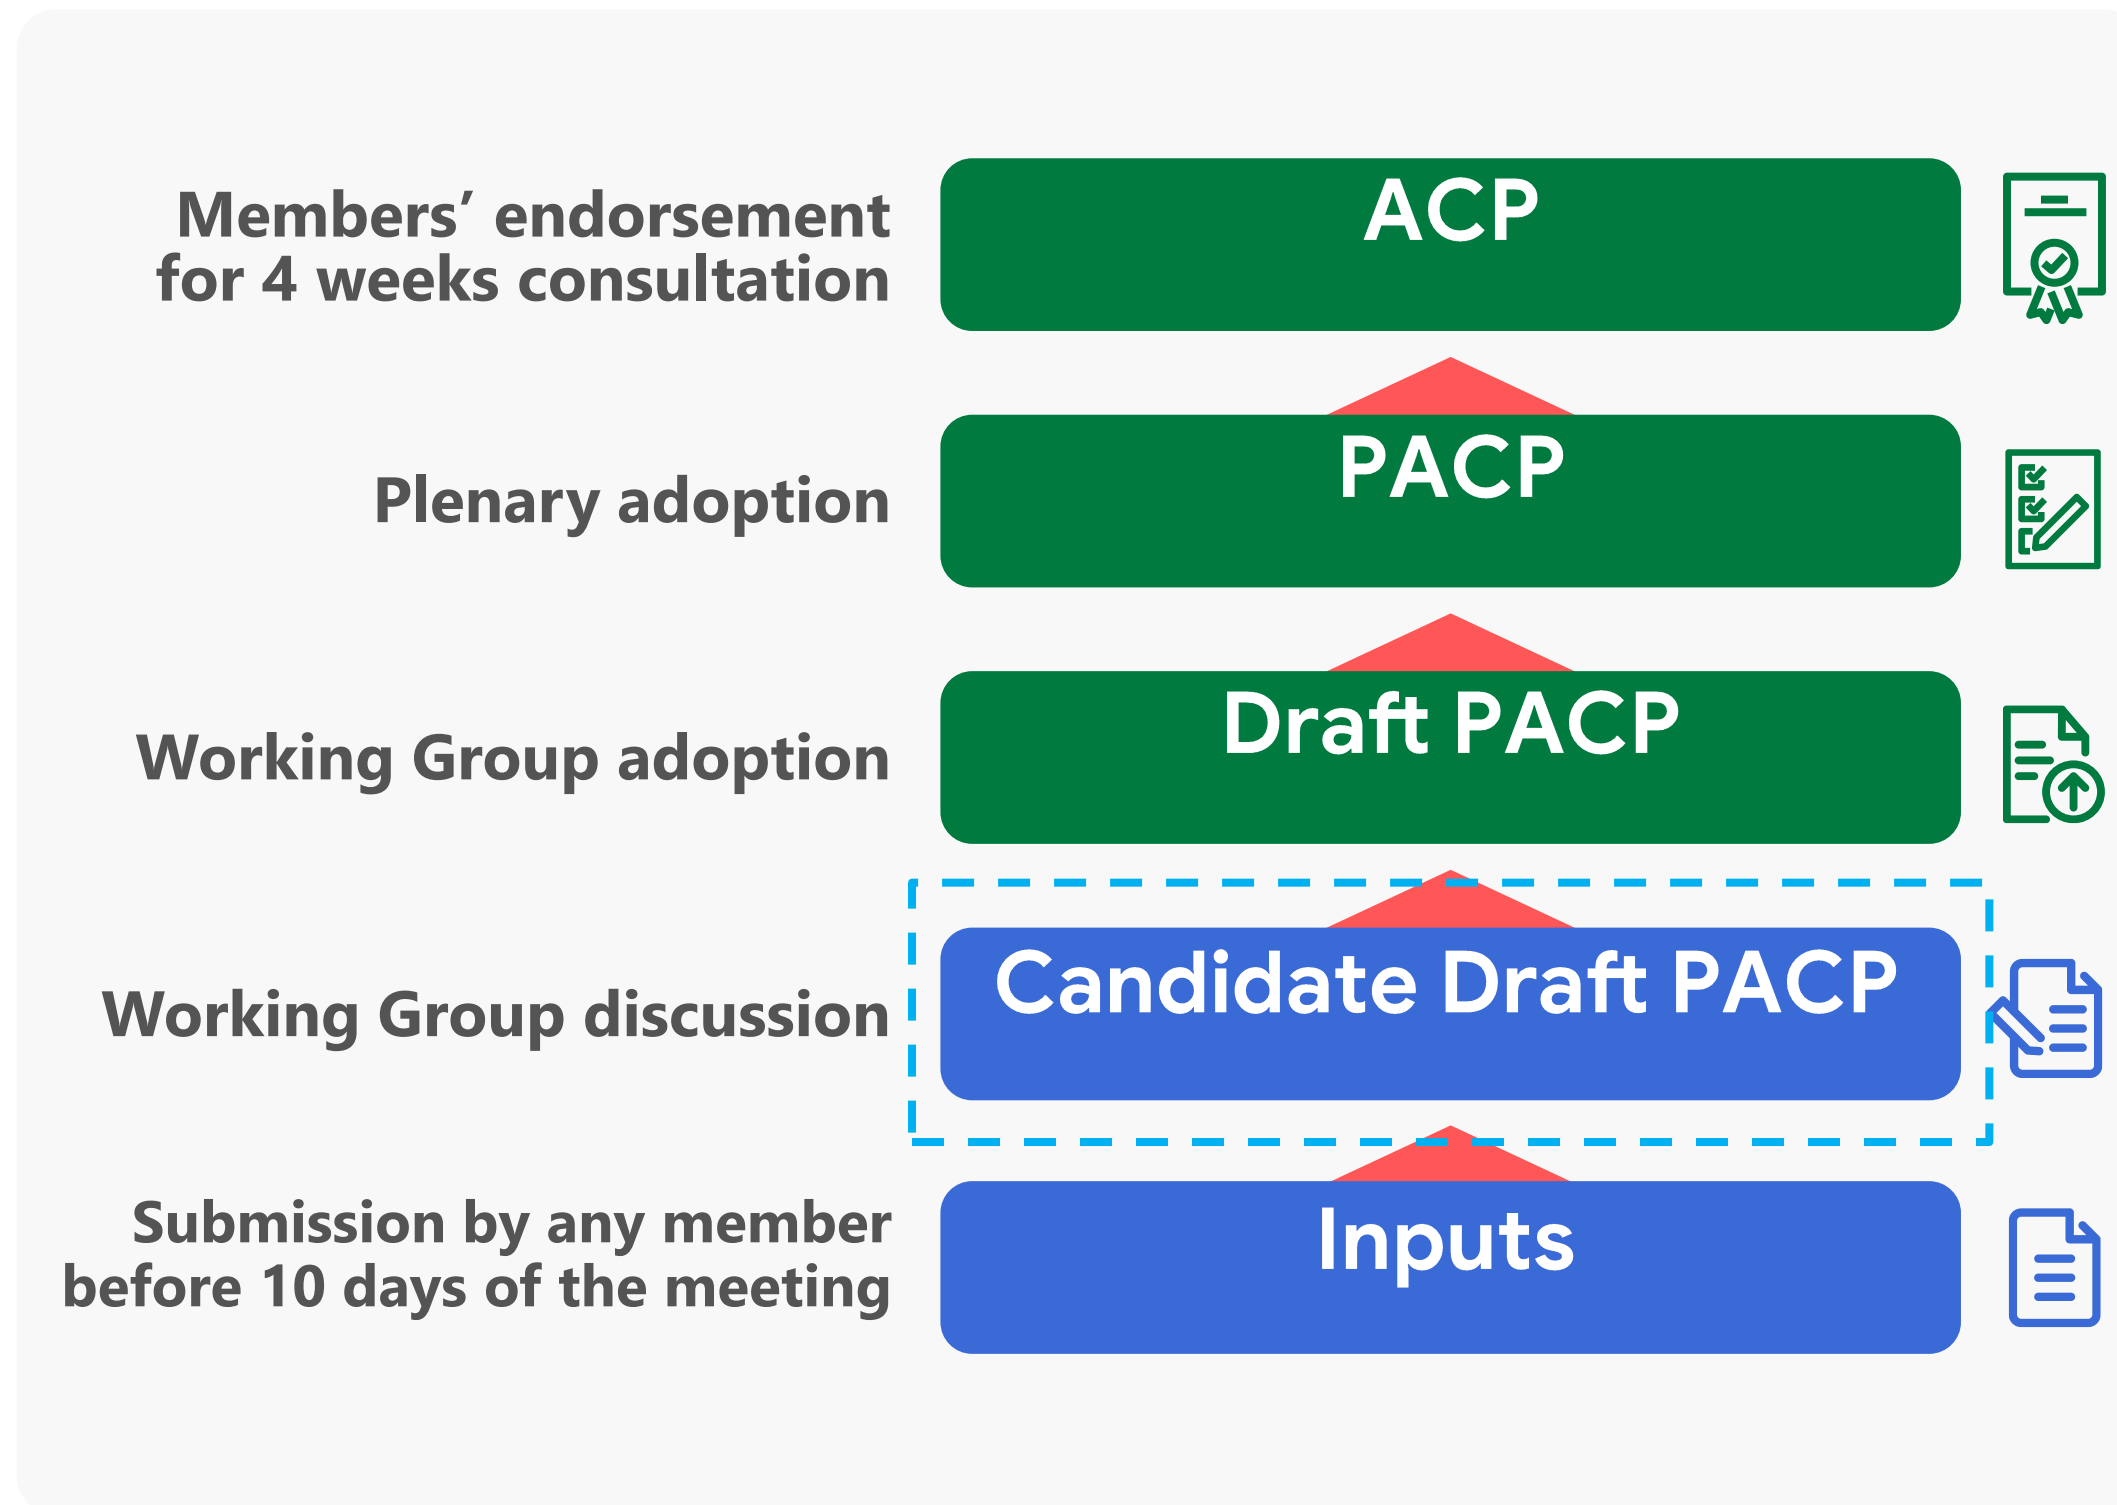 Members’ endorsement
for 4 weeks consultation
ACP
Plenary adoption
PACP
Working Group adoption
Draft PACP
Working Group discussion
Candidate Draft PACP
Submission by any member
before 10 days of the meeting
Inputs